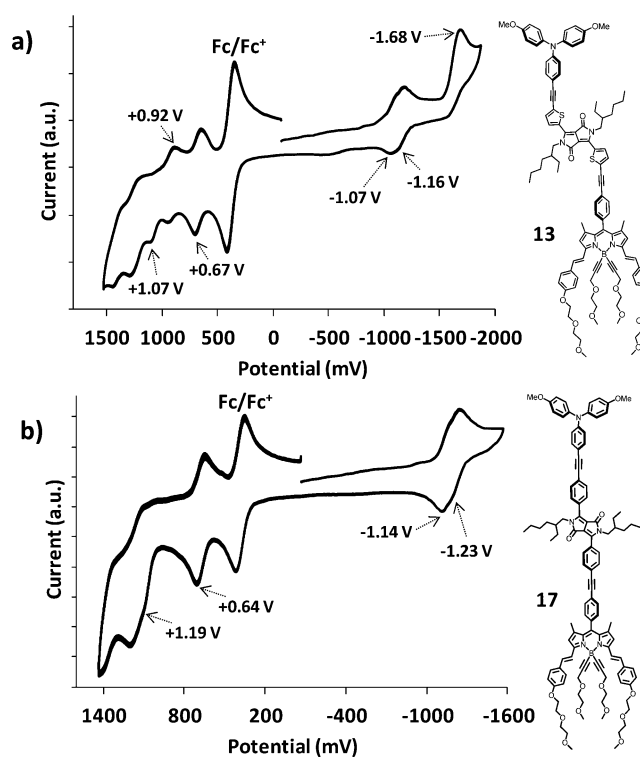 a)
Fc/Fc⁺
-1.68 V
+0.92 V
-1.07 V
-1.16 V
+0.67 V
+1.07 V
Current (a.u.)
1500 1000 500 0 -500 -1000 -1500 -2000
Potential (mV)
MeO
OMe
N
S
N
O
O
N
S
13
N
N
B
O
O
O
O
O
O
O
O
O
b)
Fc/Fc⁺
-1.14 V
-1.23 V
+0.64 V
+1.19 V
Current (a.u.)
1400 800 200 -400 -1000 -1600
Potential (mV)
MeO
OMe
N
N
O
O
N
17
N
N
B
O
O
O
O
O
O
O
O